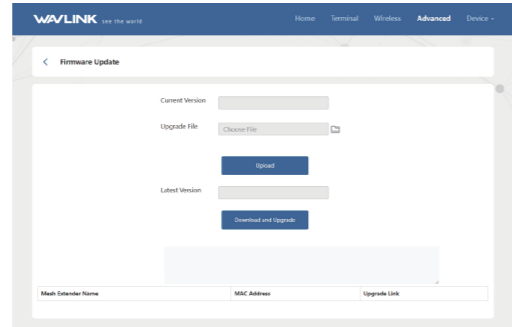 WAVLINK see the world
Home Terminal Wireless Advanced Device
Firmware Update
Current Version
Upgrade File Choose File
Upload
Latest Version
Download and Upgrade
Mesh Extender Name MAC Address Upgrade Link